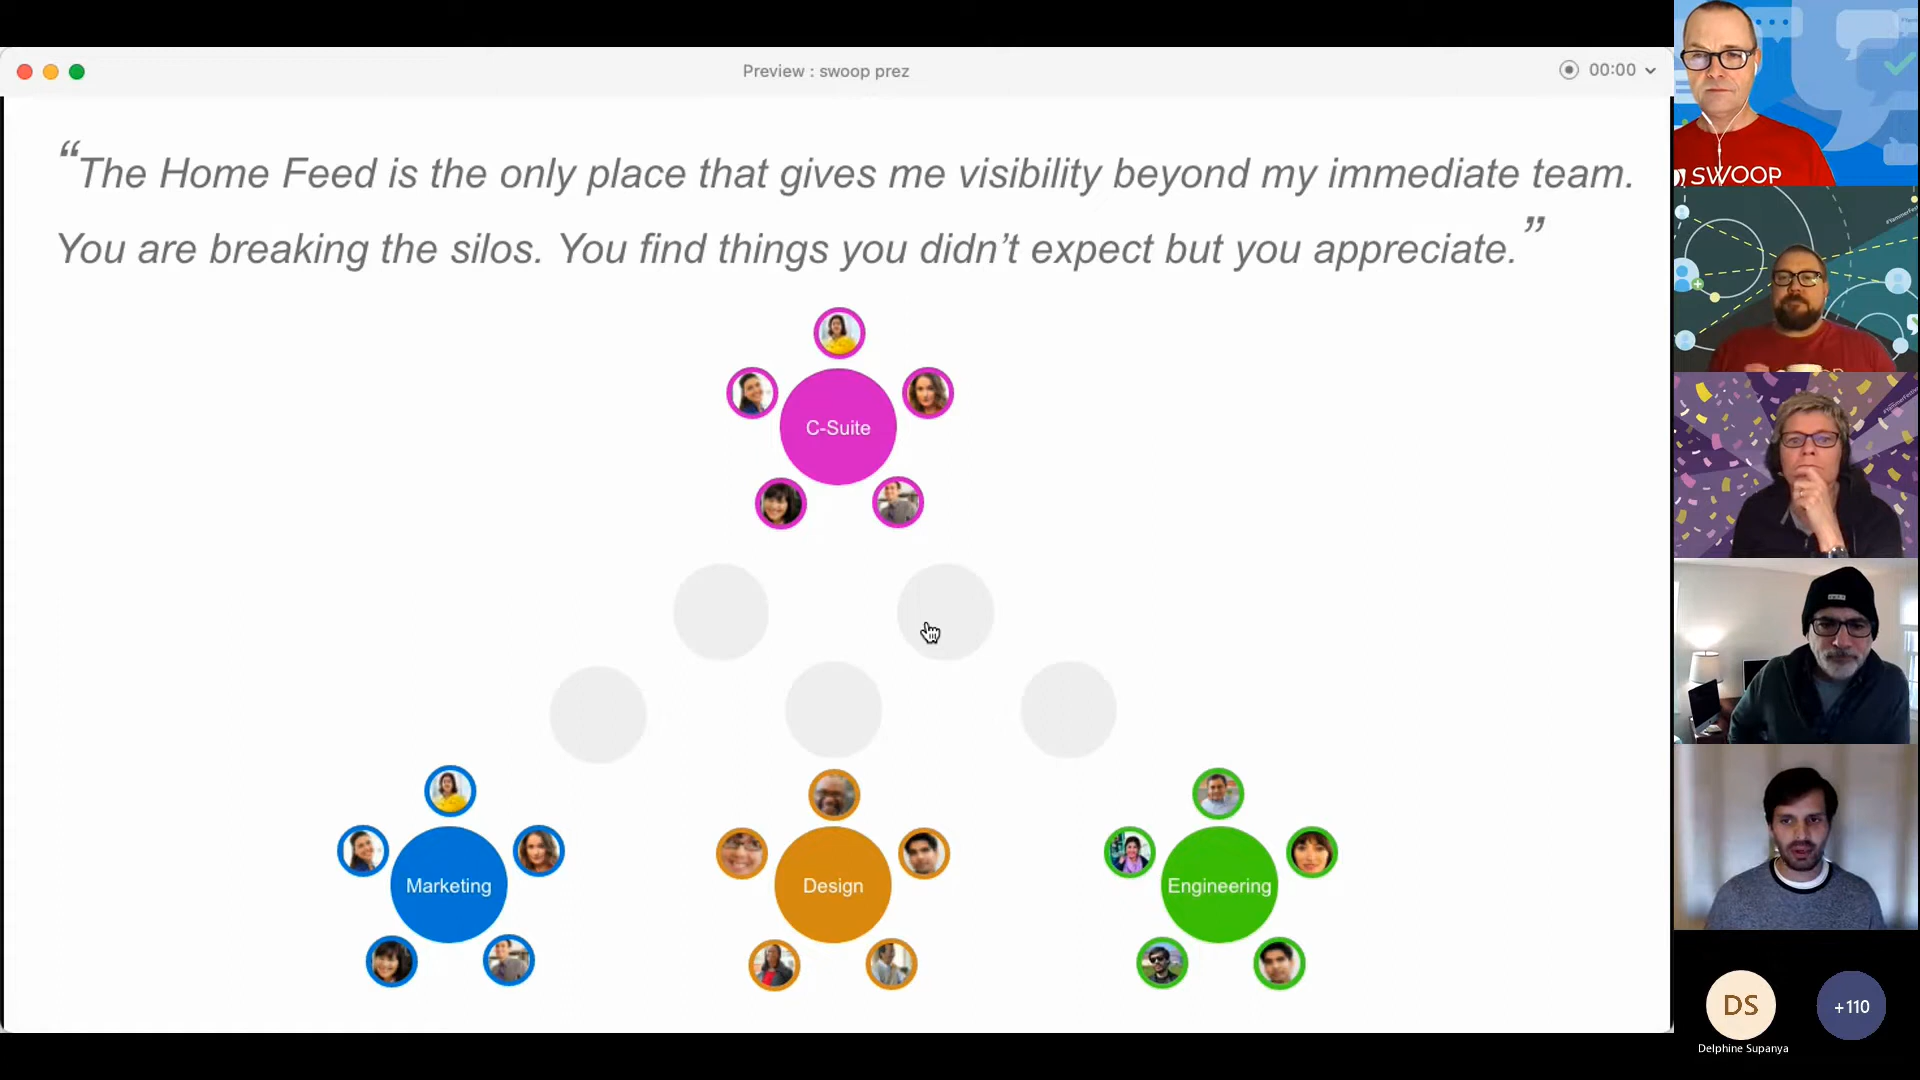 Preview : swoop prez
00:00
“The Home Feed is the only place that gives me visibility beyond my immediate team.
You are breaking the silos. You find things you didn’t expect but you appreciate.”
C-Suite
Marketing
Design
Engineering
SWOOP
DS
+110
Delphine Supanya